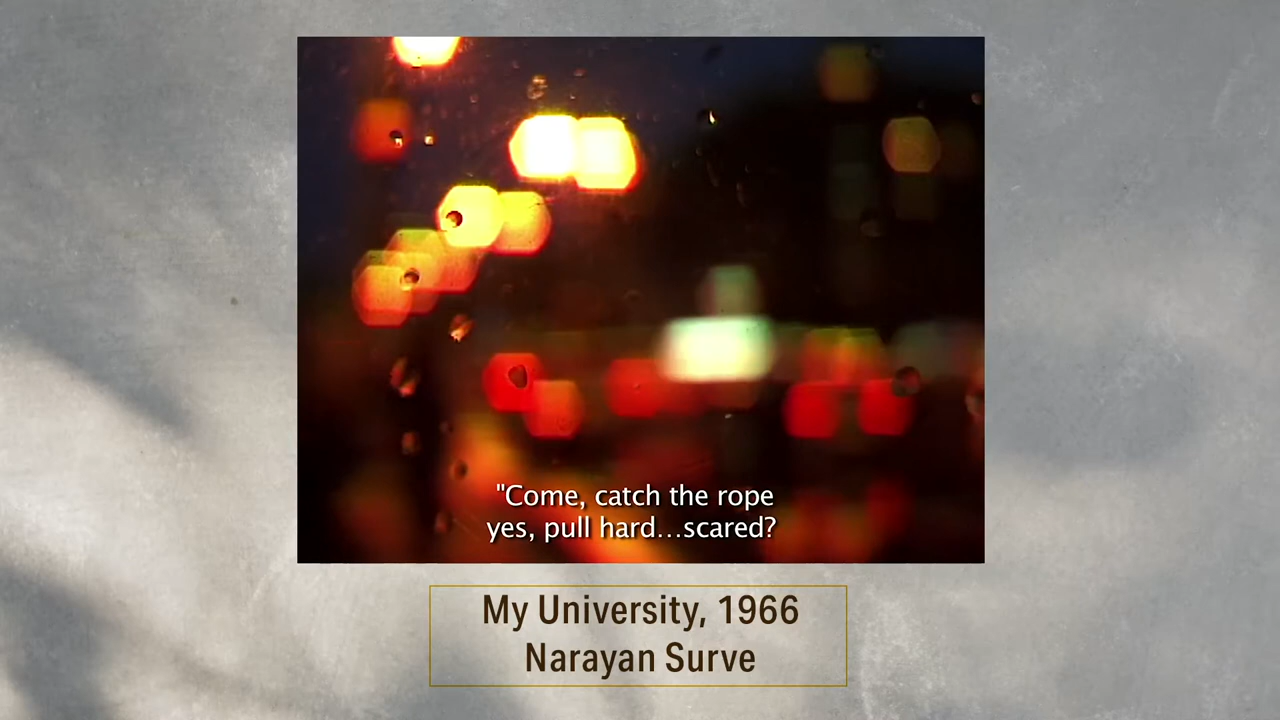 "Come, catch the rope
yes, pull hard...scared?
My University, 1966
Narayan Surve